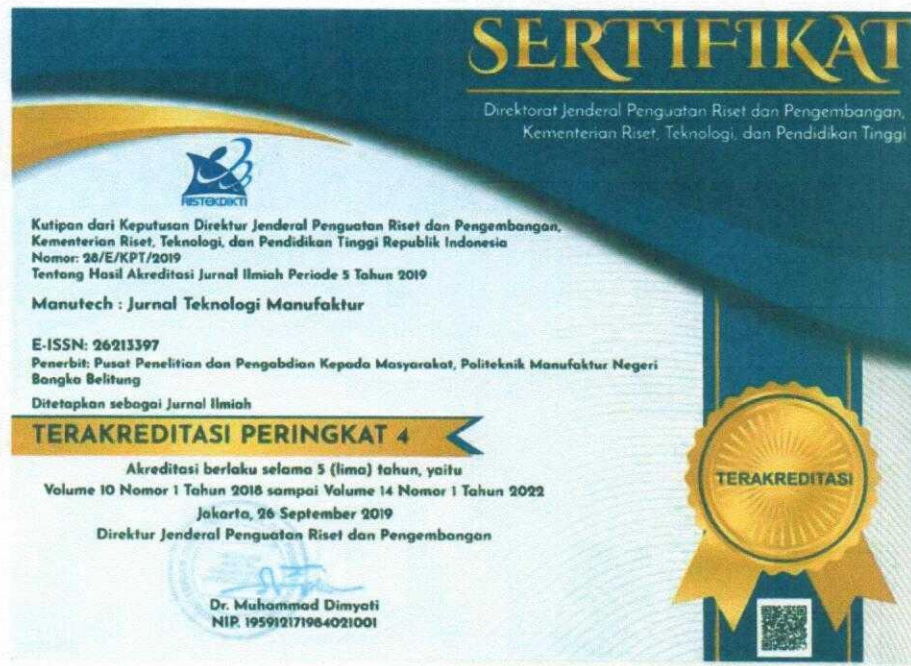 SERTIFIKAT
Direktorat Jenderal Penguatan Riset dan Pengembangan,
Kementerian Riset, Teknologi, dan Pendidikan Tinggi
RISTEKDIKTI
Kutipan dari Keputusan Direktur Jenderal Penguatan Riset dan Pengembangan,
Kementerian Riset, Teknologi, dan Pendidikan Tinggi Republik Indonesia
Nomor: 28/E/KPT/2019
Tentang Hasil Akreditasi Jurnal Ilmiah Periode 5 Tahun 2019
Manutech : Jurnal Teknologi Manufaktur
E-ISSN: 26213397
Penerbit: Pusat Penelitian dan Pengabdian Kepada Masyarakat, Politeknik Manufaktur Negeri
Bangka Belitung
Ditetapkan sebagai Jurnal Ilmiah
TERAKREDITASI PERINGKAT 4
Akreditasi berlaku selama 5 (lima) tahun, yaitu
Volume 10 Nomor 1 Tahun 2018 sampai Volume 14 Nomor 1 Tahun 2022
Jakarta, 26 September 2019
Direktur Jenderal Penguatan Riset dan Pengembangan
Dr. Muhammad Dimyati
NIP. 195912171984021001
TERAKREDITASI